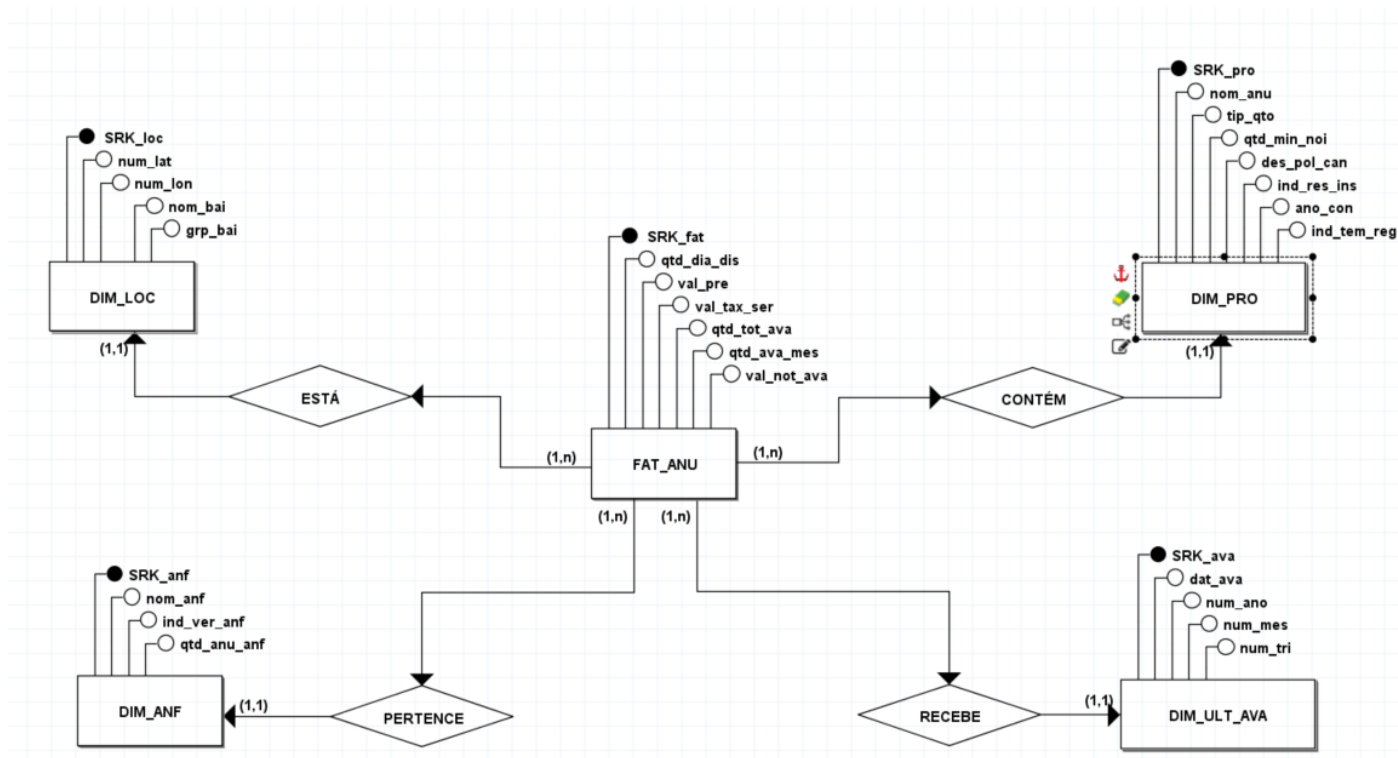 SRK_pro
nom_anu
tip_qto
qtd_min_noi
des_pol_can
ind_res_ins
ano_con
ind_tem_reg
DIM_PRO
(1,1)
SRK_loc
num_lat
num_lon
nom_bai
grp_bai
DIM_LOC
(1,1)
SRK_fat
qtd_dia_dis
val_pre
val_tax_ser
qtd_tot_ava
qtd_ava_mes
val_not_ava
ESTÁ
CONTÉM
(1,n)
FAT_ANU
(1,n)
(1,n)
(1,n)
SRK_anf
nom_anf
ind_ver_anf
qtd_anu_anf
DIM_ANF
(1,1)
PERTENCE
SRK_ava
dat_ava
num_ano
num_mes
num_tri
RECEBE
(1,1)
DIM_ULT_AVA